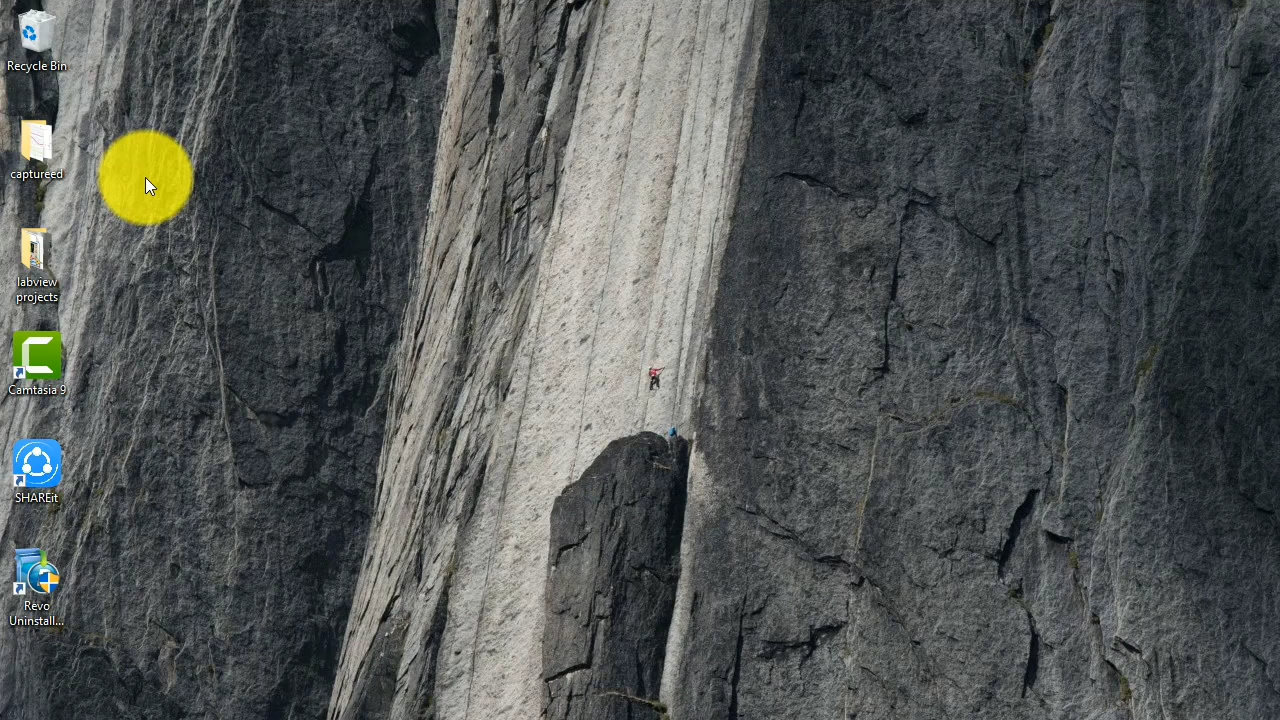 Recycle Bin
captureed
labview
projects
Camtasia 9
SHAREit
Revo
Uninstall...